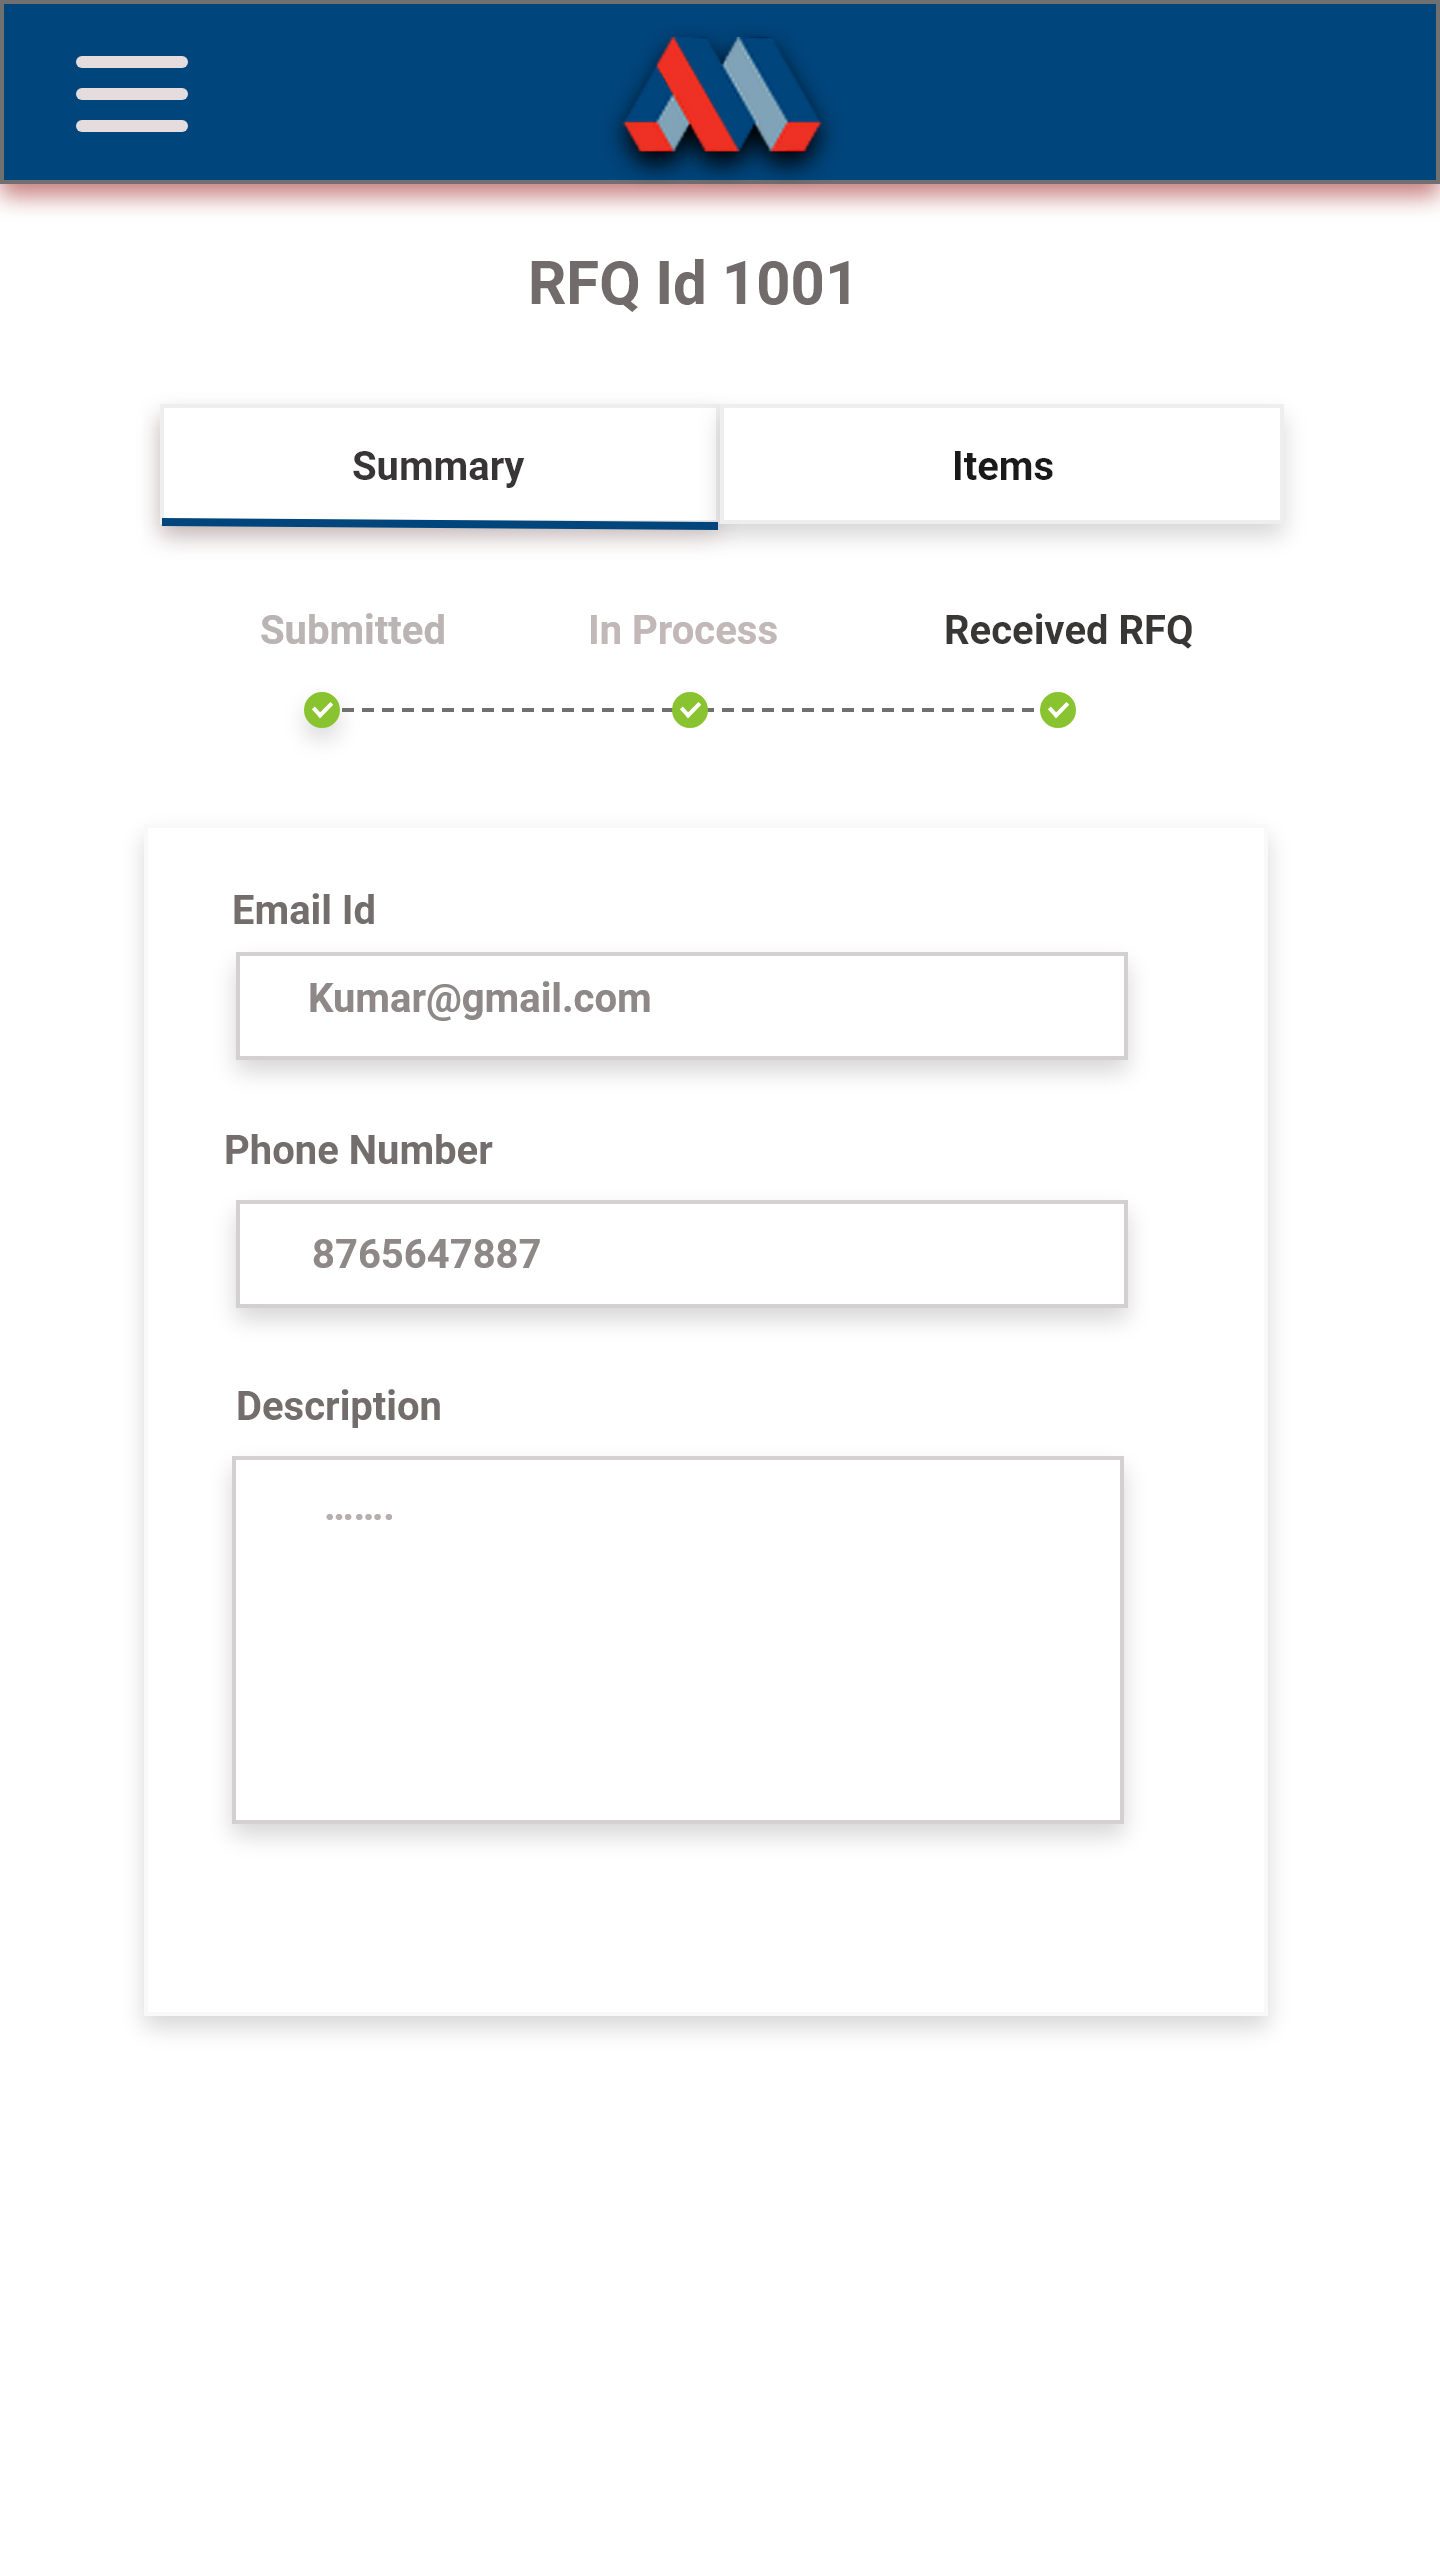 RFQ Id 1001
Summary
Items
Submitted
In Process
Received RFQ
Email Id
Kumar@gmail.com
Phone Number
8765647887
Description
.......